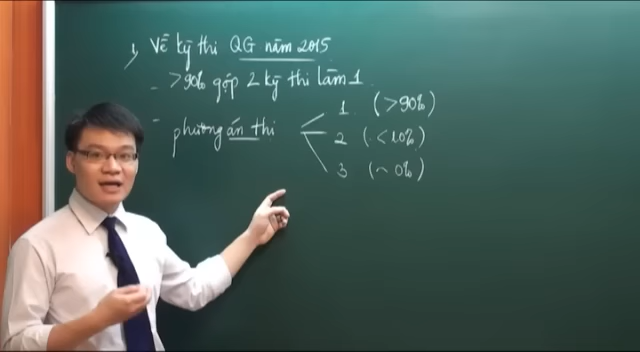 1, Về kỳ thi QG năm 2015
- >90% gộp 2 kỳ thi làm 1
- phương án thi
1 (>90%)
2 (<10%)
3 (~0%)